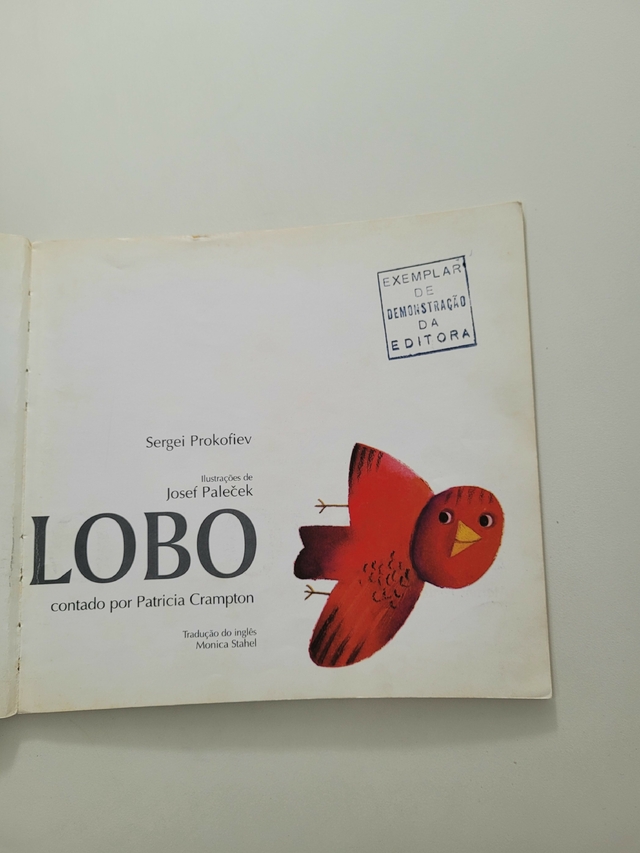 EXEMPLAR
DE
DEMONSTRAÇÃO
DA
EDITORA
Sergei Prokofiev
Ilustrações de
Josef Paleček
LOBO
contado por Patricia Crampton
Tradução do inglês
Monica Stahel